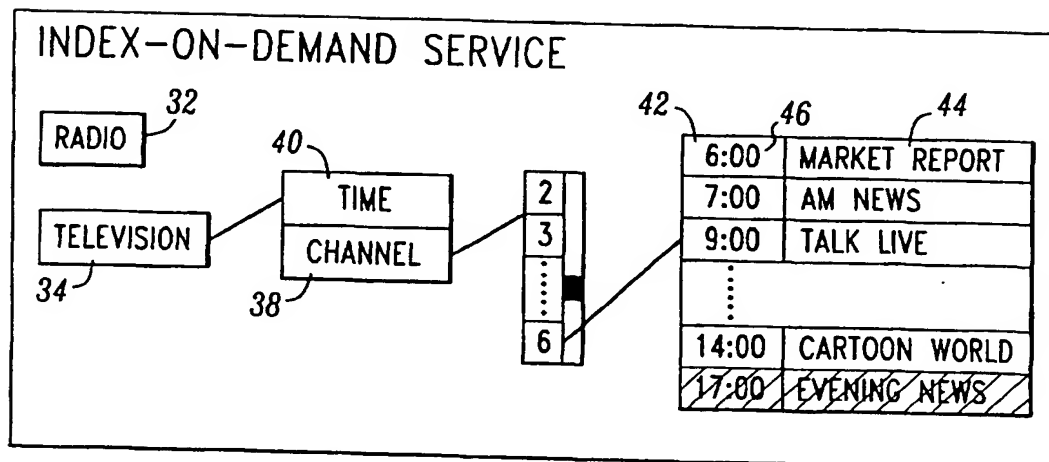 INDEX-ON-DEMAND SERVICE
32
RADIO
40
TIME
CHANNEL
38
TELEVISION
34
2
3
6
42
46
44
6:00 MARKET REPORT
7:00 AM NEWS
9:00 TALK LIVE
14:00 CARTOON WORLD
17:00 EVENING NEWS